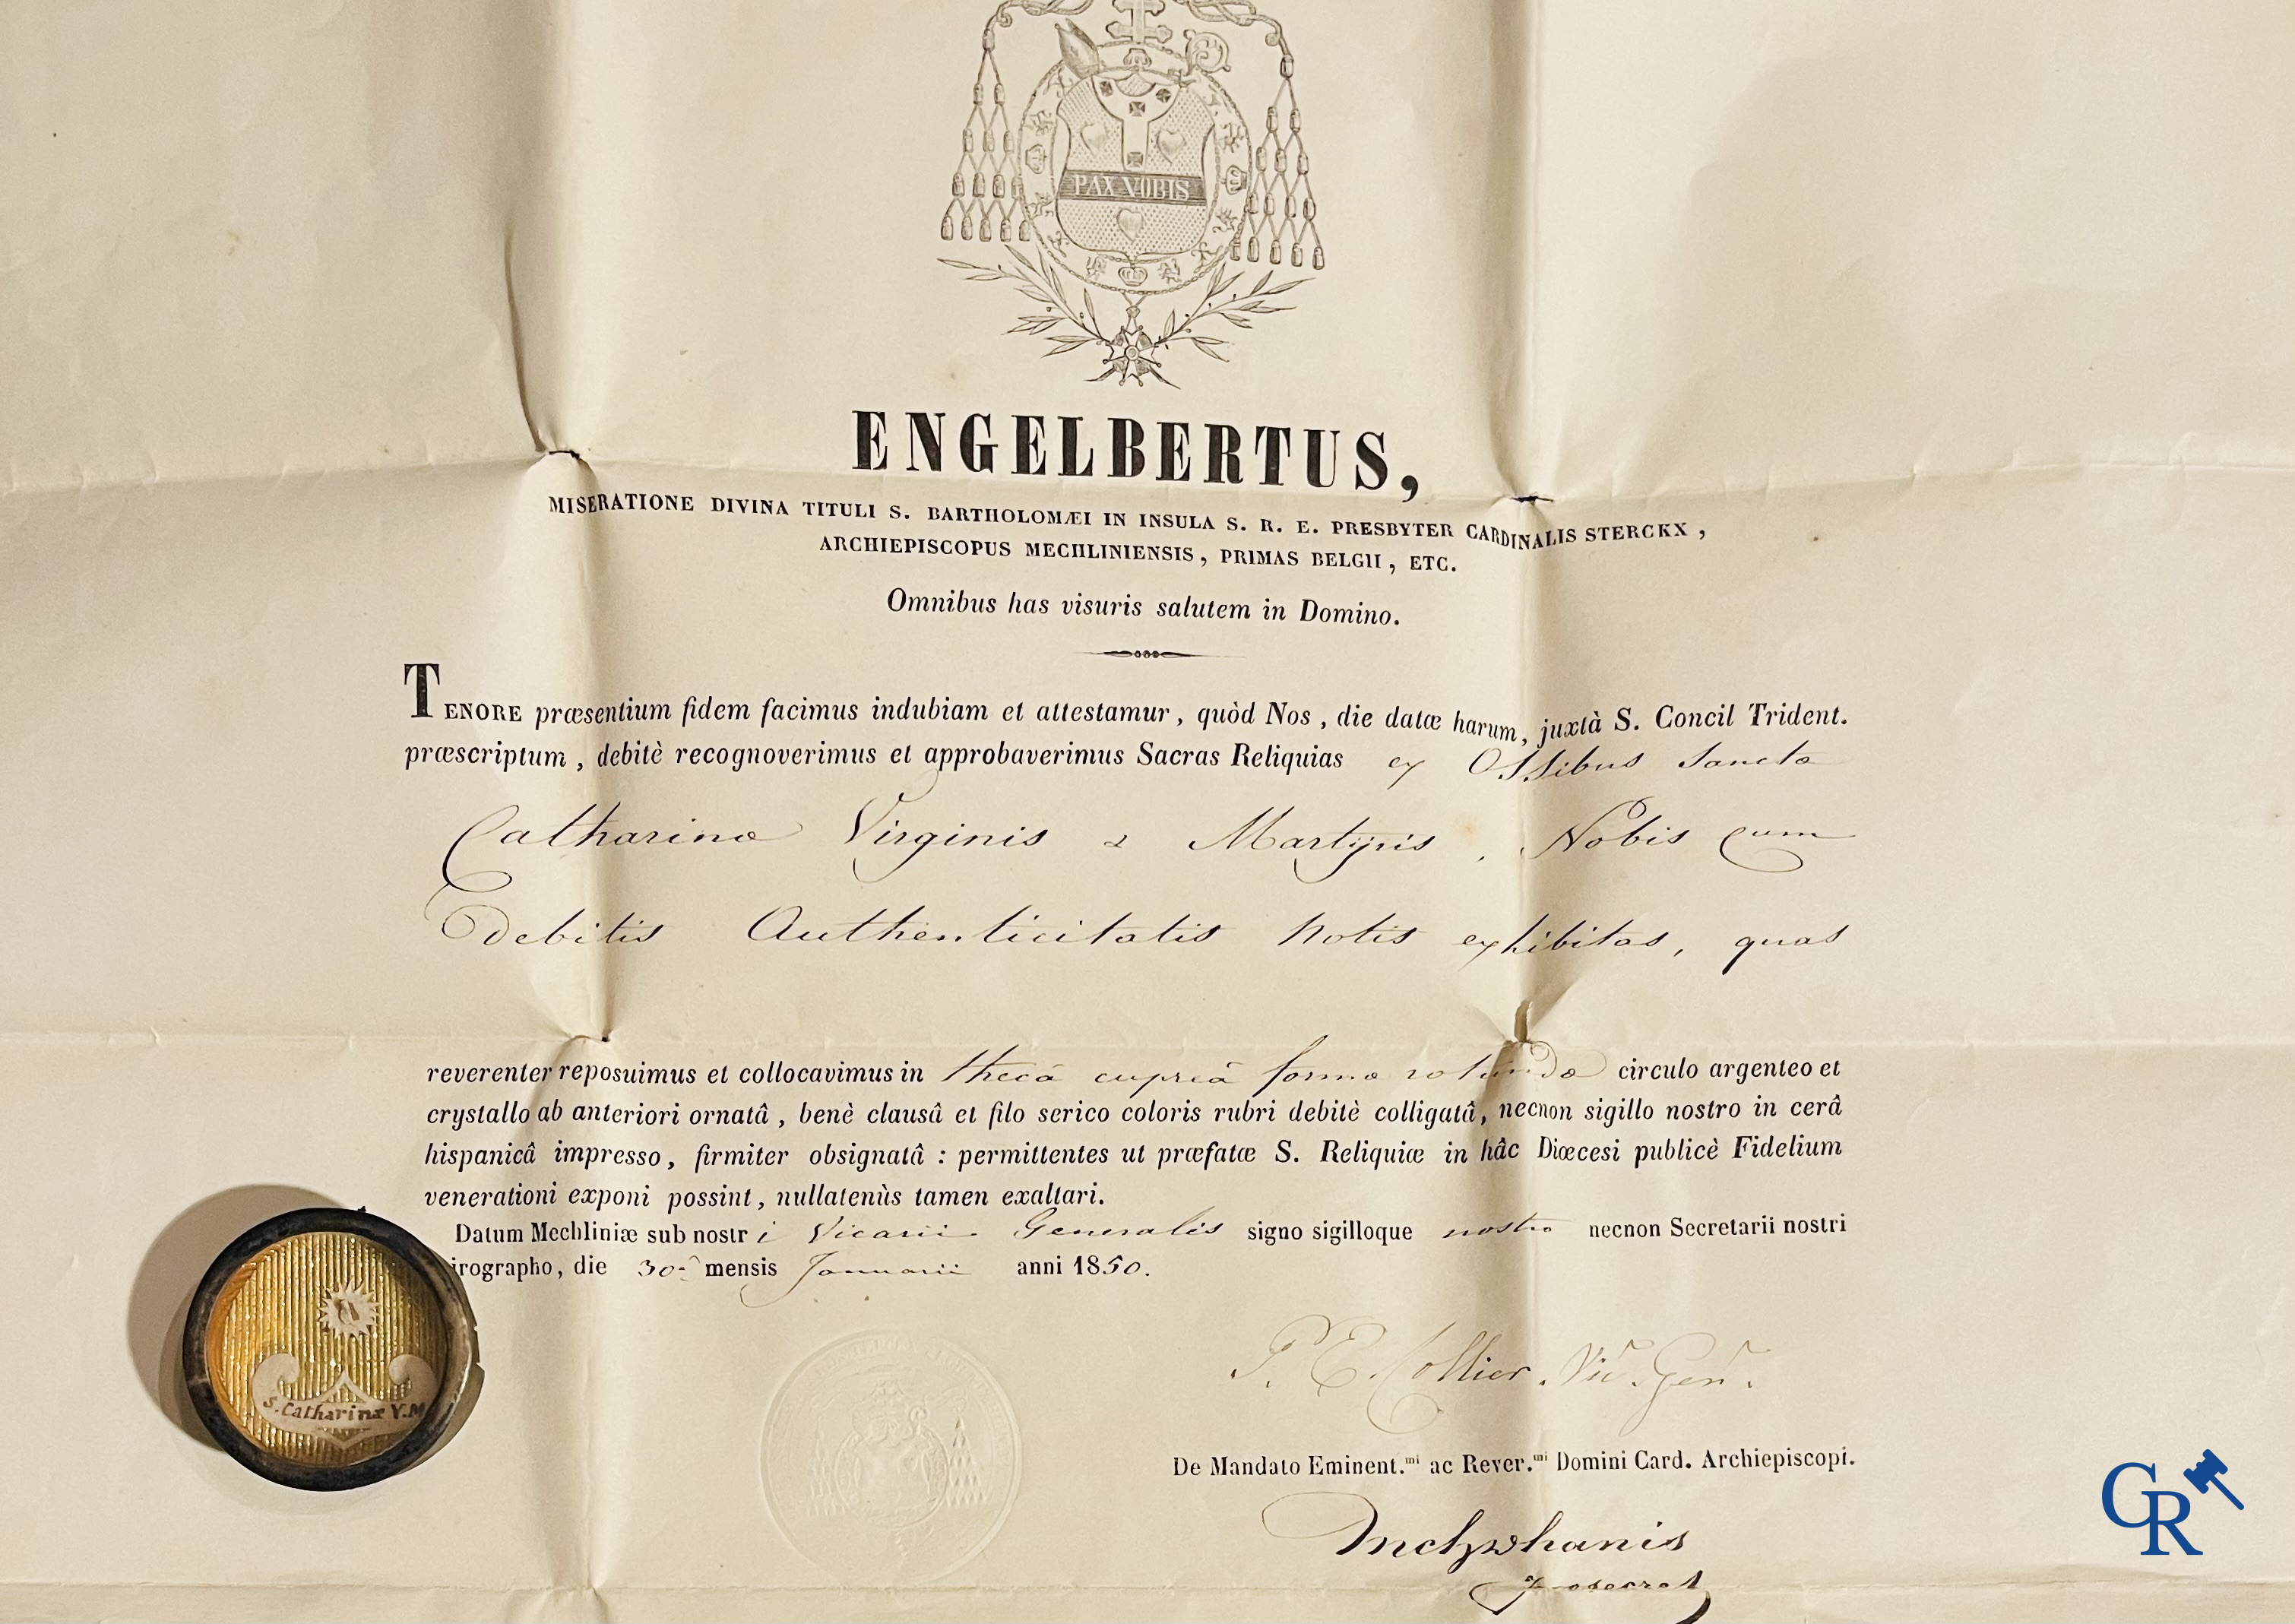 PAX VOBIS
ENGELBERTUS,
MISERATIONE DIVINA TITULI S. BARTHOLOMÆI IN INSULA S. R. E. PRESBYTER CARDINALIS STERCKX,
ARCHIEPISCOPUS MECHLINIENSIS, PRIMAS BELGII, ETC.
Omnibus has visuris salutem in Domino.
TENORE præsentium fidem facimus indubiam et attestamur, quòd Nos, die datæ harum, juxtà S. Concil Trident.
præscriptum, debitè recognoverimus et approbaverimus Sacras Reliquias ex Ossibus Sanctæ
Catharinæ Virginis & Martyris, Nobis cum
Debitis Authenticitatis Notis exhibitas, quas
reverenter reposuimus et collocavimus in thecâ cupreâ formæ rotundæ circulo argenteo et
crystallo ab anteriori ornatâ, benè clausâ et filo serico coloris rubri debitè colligatâ, necnon sigillo nostro in cerâ
hispanicâ impresso, firmiter obsignatâ : permittentes ut præfatæ S. Reliquiæ in hâc Diœcesi publicè Fidelium
venerationi exponi possint, nullatenùs tamen exaltari.
Datum Mechliniæ sub nostri Vicarii Generalis signo sigilloque nostro necnon Secretarii nostri
irographo, die 30â mensis Januarii anni 1850.
S. Catharinæ V.M
P. E. Collier. Vic. Gen.
De Mandato Eminent.mi ac Rever.mi Domini Card. Archiepiscopi.
GR